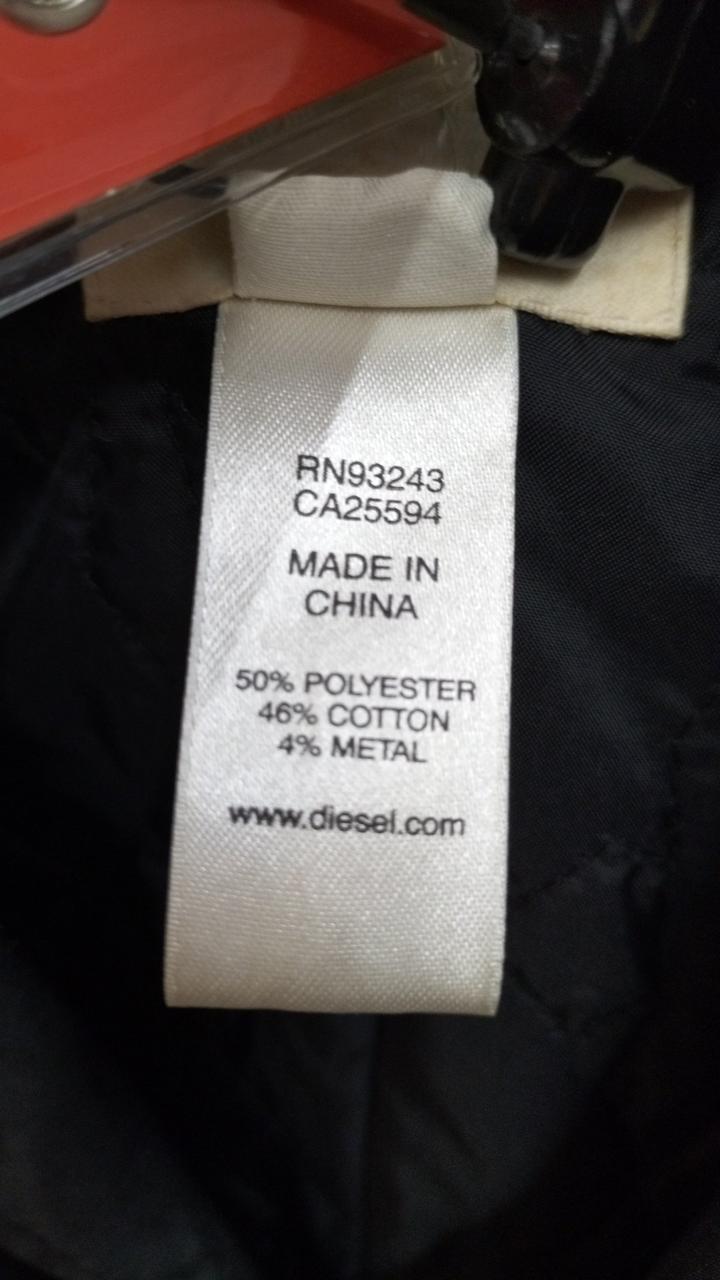 RN93243
CA25594
MADE IN
CHINA
50% POLYESTER
46% COTTON
4% METAL
www.diesel.com